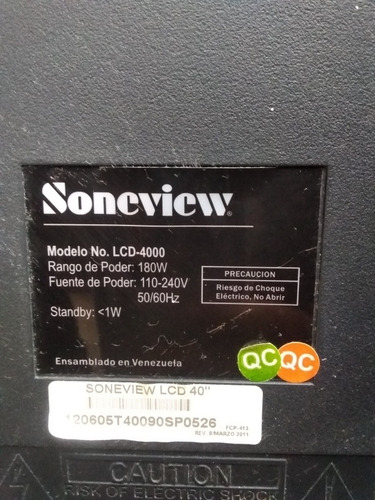 Soneview®
Modelo No. LCD-4000
Rango de Poder: 180W
Fuente de Poder: 110-240V
50/60Hz
Standby: <1W
PRECAUCION
Riesgo de Choque
Eléctrico, No Abrir
Ensamblado en Venezuela
QC QC
SONEVIEW LCD 40"
120605T40090SP0526
FCP-413
REV. 8/MARZO 2011
CAUTION
RISK OF ELECTRIC SHOCK